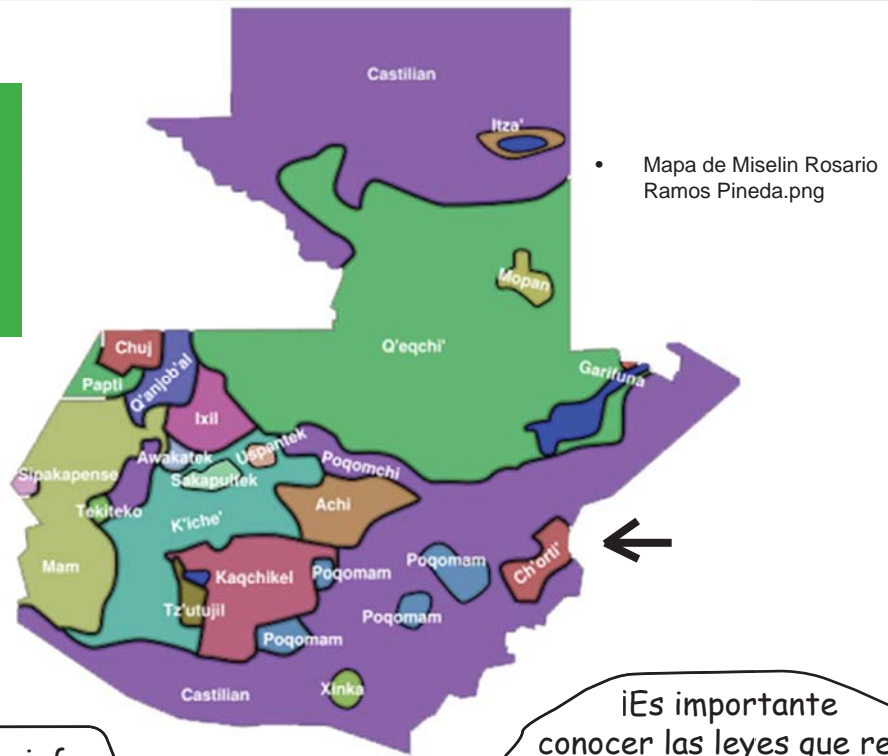 Castilian
Itza'
• Mapa de Miselin Rosario
Ramos Pineda.png
Mopan
Q'eqchi'
Garifuna
Chuj
Papti
Q'anjob'al
Ixil
Awakatek
Uspantek
Poqomchi
Sipakapense
Sakapultek
Tekiteko
K'iche'
Achi
Mam
Kaqchikel
Poqomam
Poqomam
Ch'orti'
Tz'utujil
Poqomam
Poqomam
Castilian
Xinka
¡Es importante
conocer las leyes que re